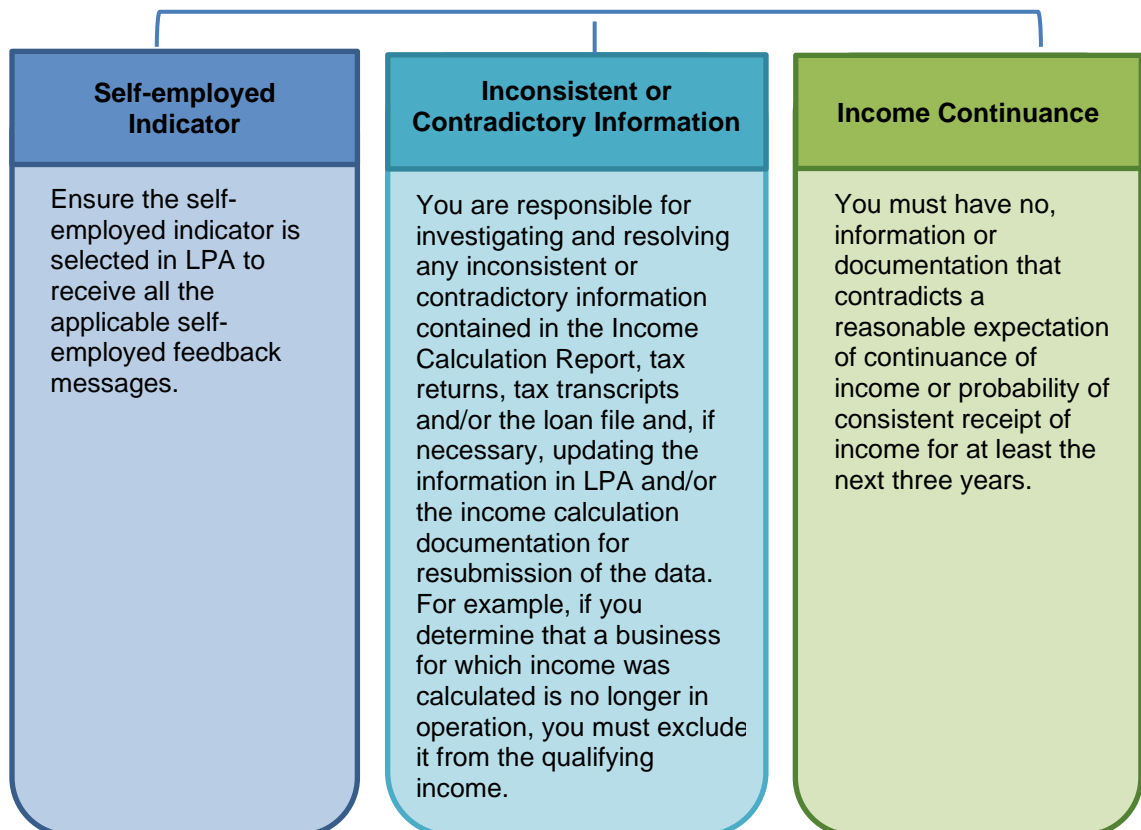 Self-employed
Indicator
Ensure the self-
employed indicator is
selected in LPA to
receive all the
applicable self-
employed feedback
messages.
Inconsistent or
Contradictory Information
You are responsible for
investigating and resolving
any inconsistent or
contradictory information
contained in the Income
Calculation Report, tax
returns, tax transcripts
and/or the loan file and, if
necessary, updating the
information in LPA and/or
the income calculation
documentation for
resubmission of the data.
For example, if you
determine that a business
for which income was
calculated is no longer in
operation, you must exclude
it from the qualifying
income.
Income Continuance
You must have no,
information or
documentation that
contradicts a
reasonable expectation
of continuance of
income or probability of
consistent receipt of
income for at least the
next three years.